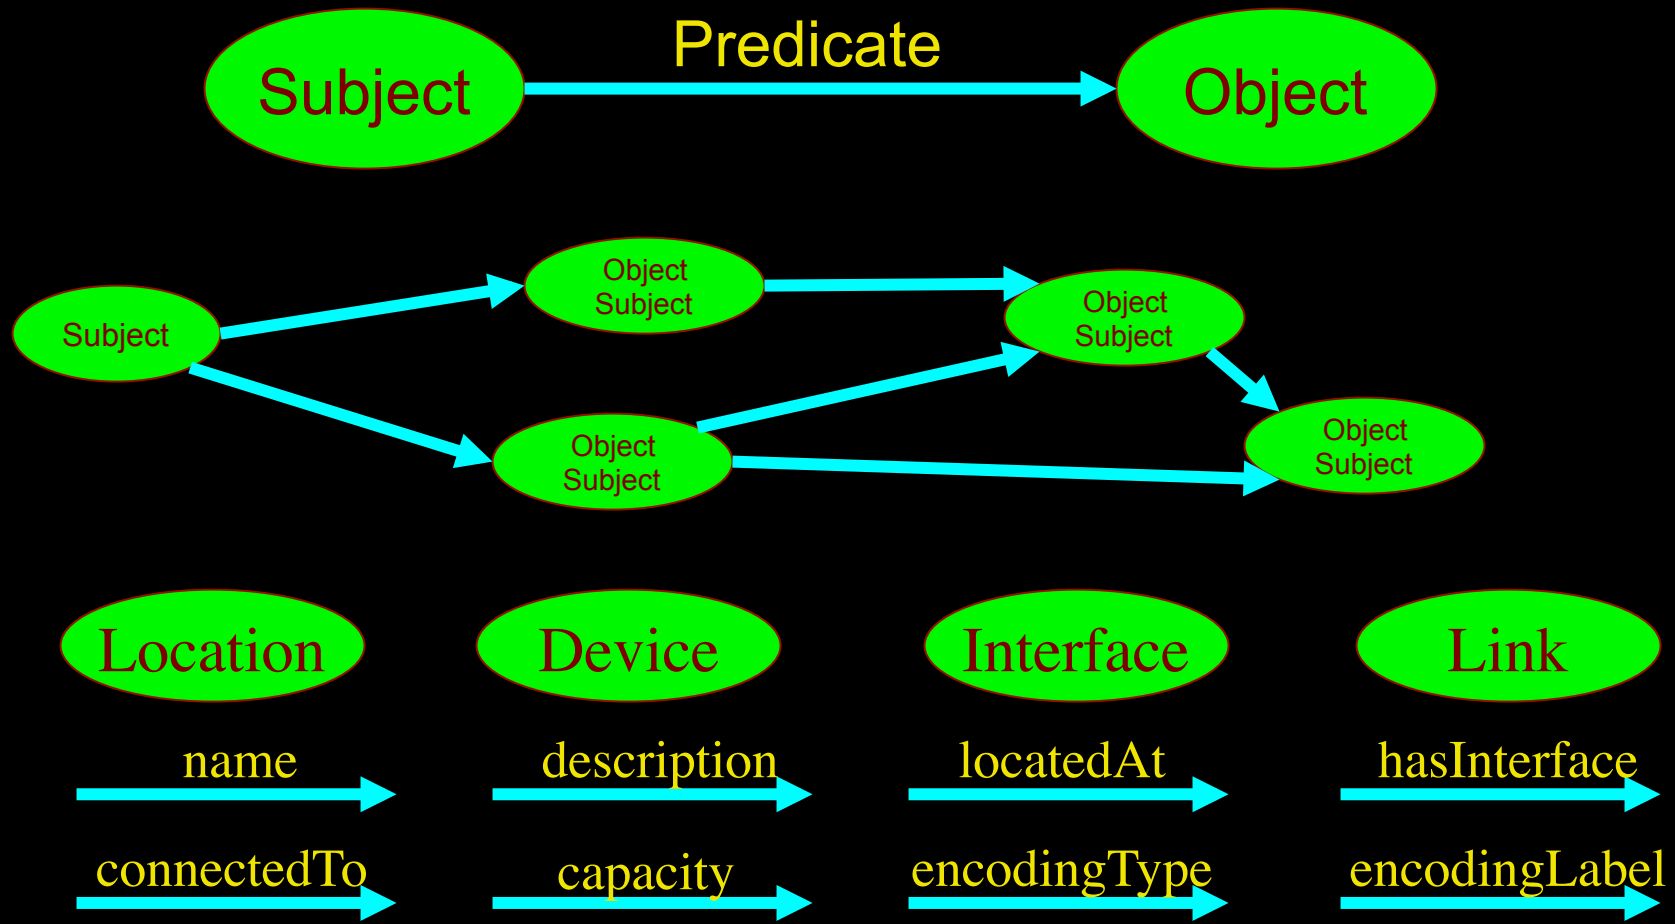 Predicate
Subject
Object
Object
Subject
Object
Subject
Subject
Object
Subject
Object
Subject
Location
Device
Interface
Link
name
description
locatedAt
hasInterface
connectedTo
capacity
encodingType
encodingLabel